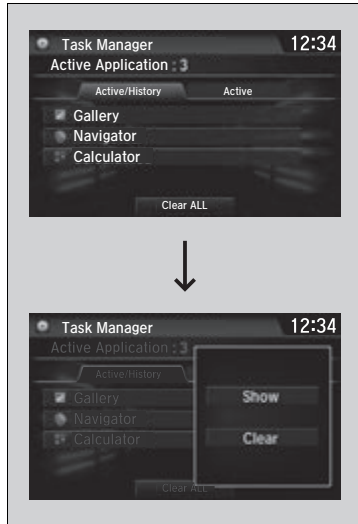 Task Manager 12:34
Active Application : 3
Active/History Active
Gallery
Navigator
Calculator
Clear ALL
Task Manager 12:34
Active Application : 3
Active/History
Gallery
Navigator
Calculator
Show
Clear
Clear ALL